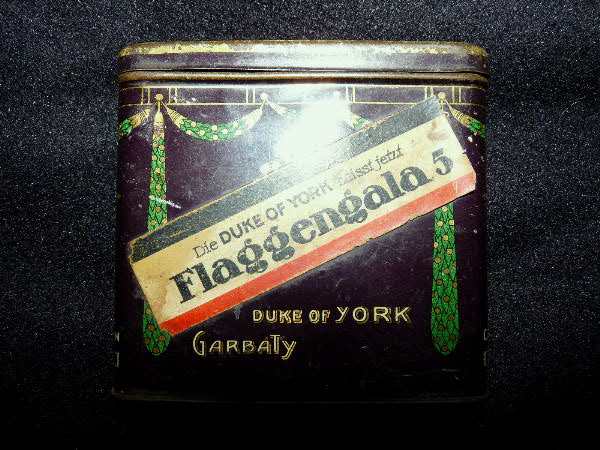 Die DUKE OF YORK heisst jetzt
Flaggengala 5
DUKE OF YORK
GARBATY